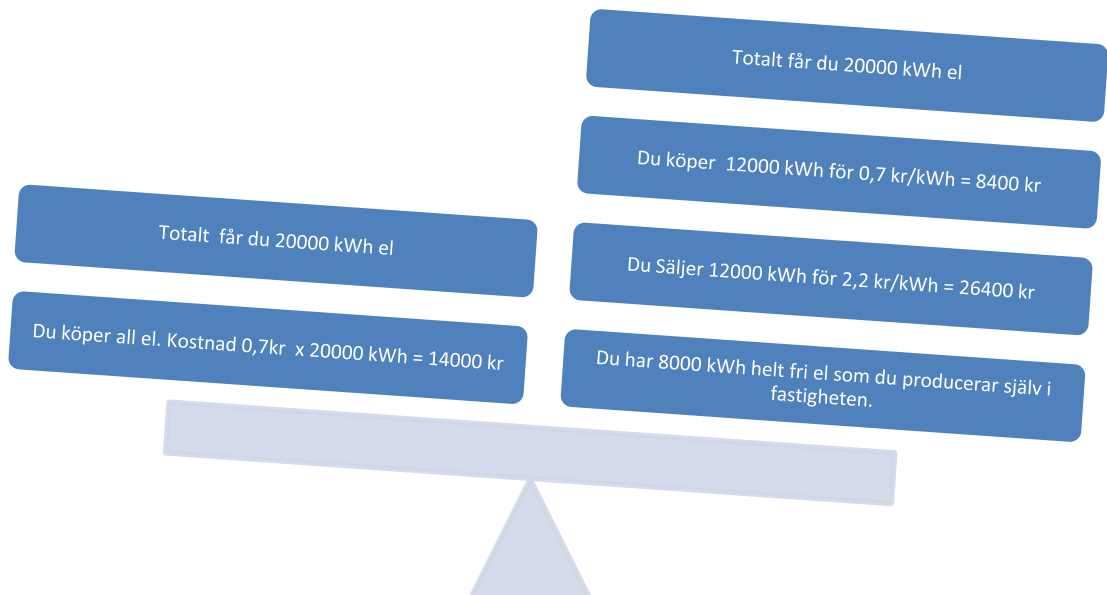 Totalt får du 20000 kWh el
Du köper all el. Kostnad 0,7kr x 20000 kWh = 14000 kr
Totalt får du 20000 kWh el
Du köper 12000 kWh för 0,7 kr/kWh = 8400 kr
Du Säljer 12000 kWh för 2,2 kr/kWh = 26400 kr
Du har 8000 kWh helt fri el som du producerar själv i
fastigheten.